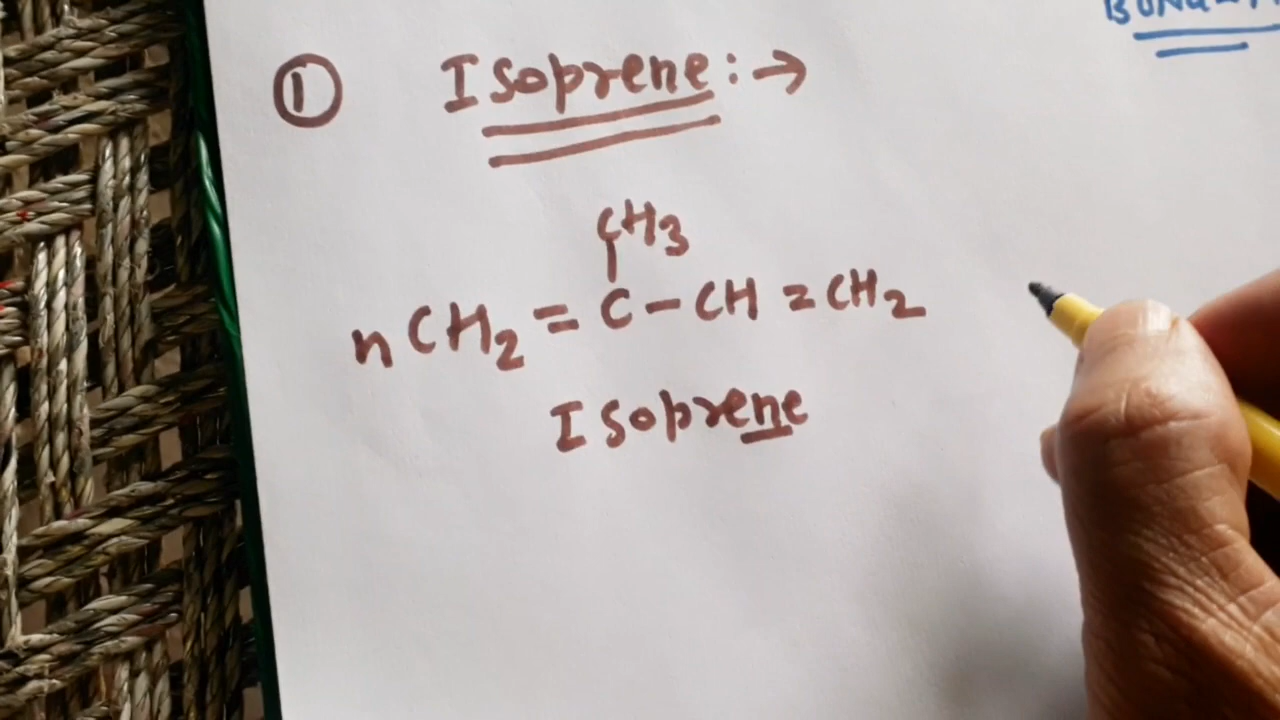 ① Isoprene:→
CH3
nCH2=C-CH=CH2
Isoprene